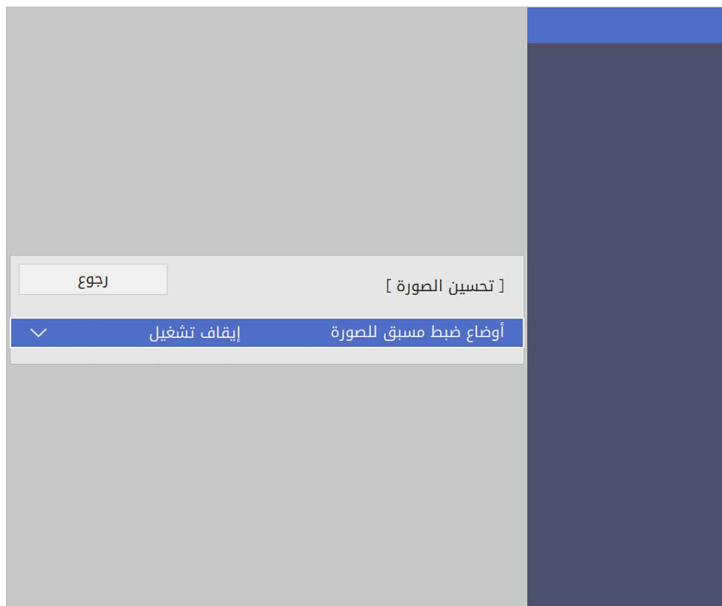 [ تحسين الصورة ]
رجوع
أوضاع ضبط مسبق للصورة إيقاف تشغيل